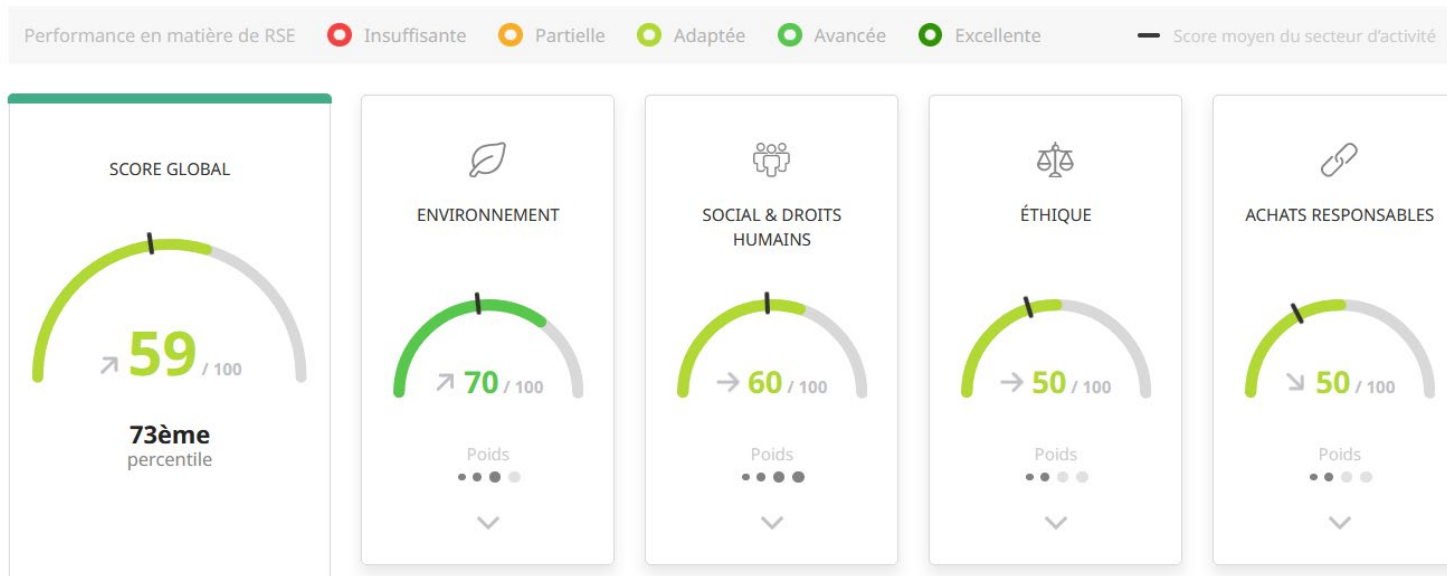 Performance en matière de RSE Insuffisante Partielle Adaptée Avancée Excellente Score moyen du secteur d'activité
SCORE GLOBAL
59 / 100
73ème
percentile
ENVIRONNEMENT
70 / 100
Poids
SOCIAL & DROITS
HUMAINS
60 / 100
Poids
ÉTHIQUE
50 / 100
Poids
ACHATS RESPONSABLES
50 / 100
Poids